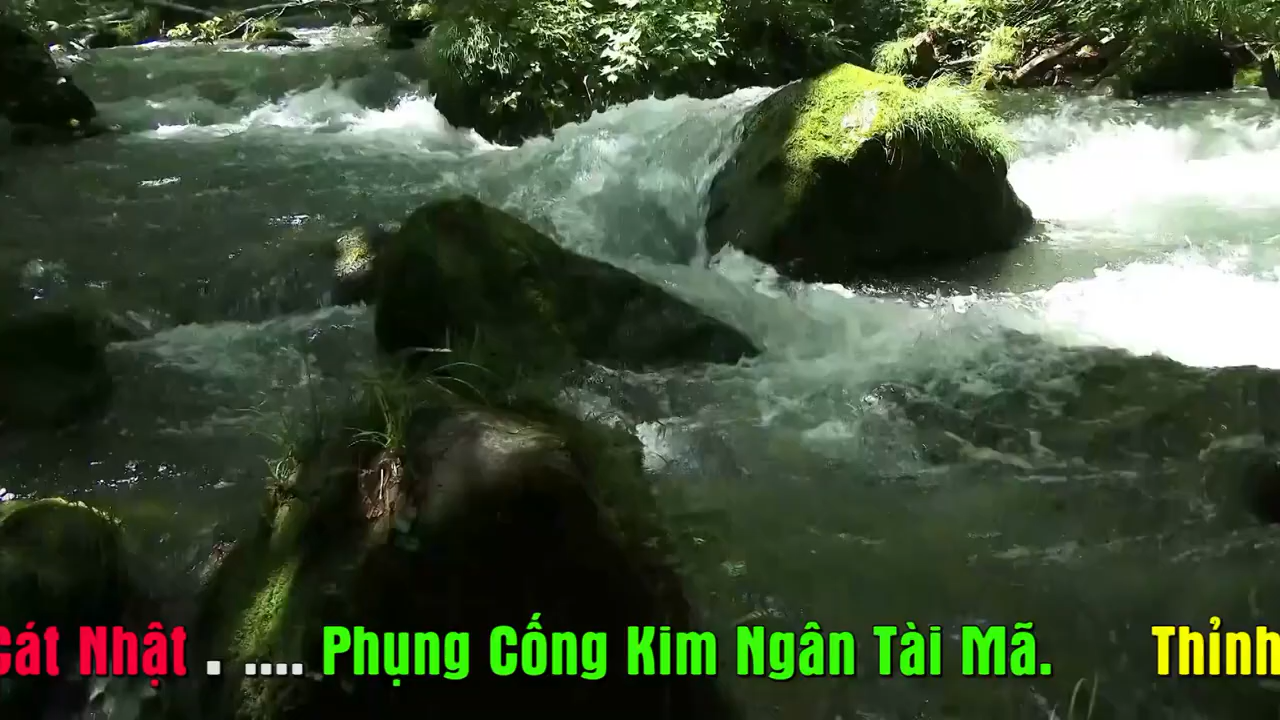 Cát Nhật . .... Phụng Cống Kim Ngân Tài Mã. Thỉnh